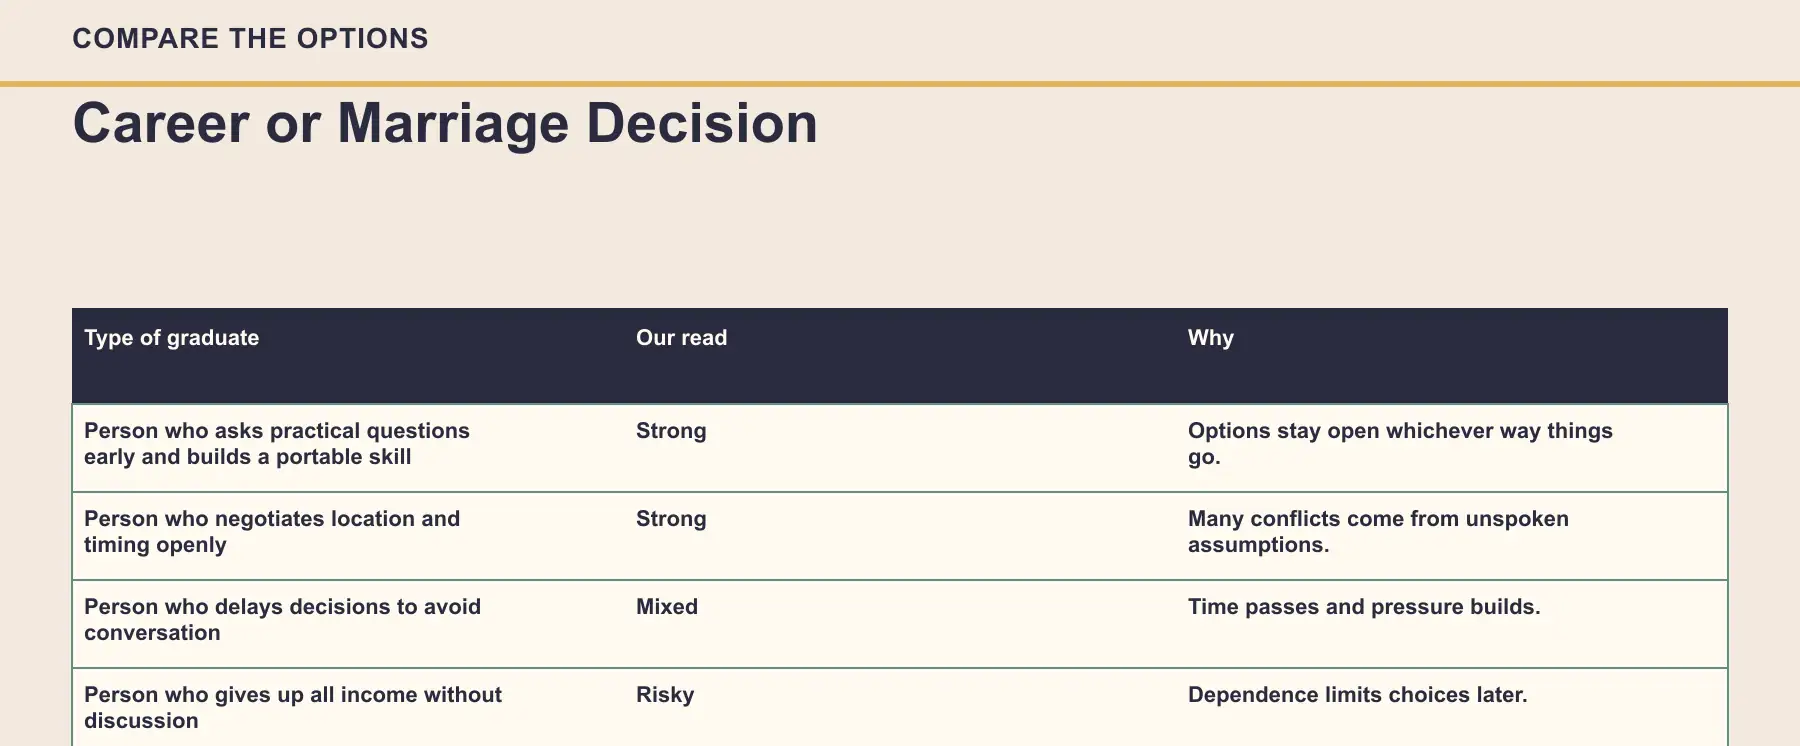 COMPARE THE OPTIONS
Career or Marriage Decision
Type of graduate
Our read
Why
Person who asks practical questions
early and builds a portable skill
Strong
Options stay open whichever way things
go.
Person who negotiates location and
timing openly
Strong
Many conflicts come from unspoken
assumptions.
Person who delays decisions to avoid
conversation
Mixed
Time passes and pressure builds.
Person who gives up all income without
discussion
Risky
Dependence limits choices later.